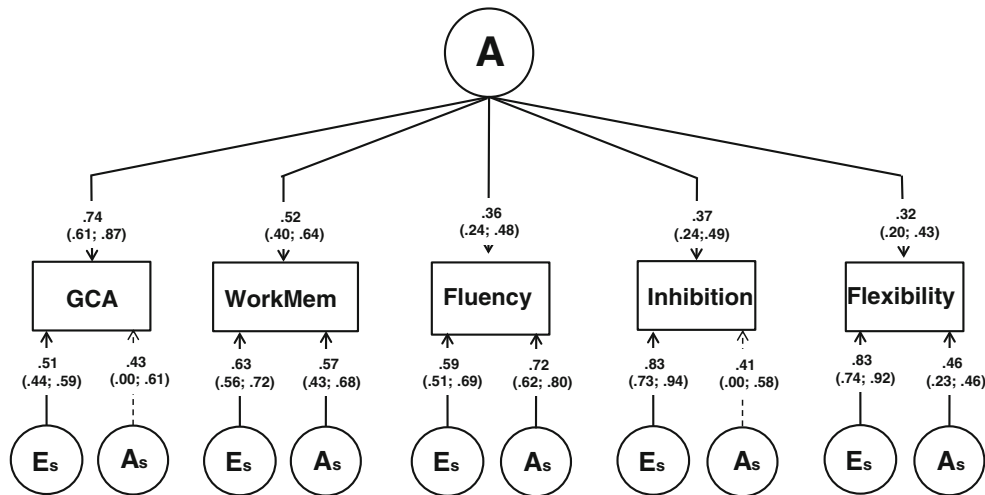 A
.74 .52 .36 .37 .32
(.61; .87) (.40; .64) (.24; .48) (.24;.49) (.20; .43)
GCA WorkMem Fluency Inhibition Flexibility
.51 .43 .63 .57 .59 .72 .83 .41 .83 .46
(.44; .59) (.00; .61) (.56; .72) (.43; .68) (.51; .69) (.62; .80) (.73; .94) (.00; .58) (.74; .92) (.23; .46)
Es As Es As Es As Es As Es As